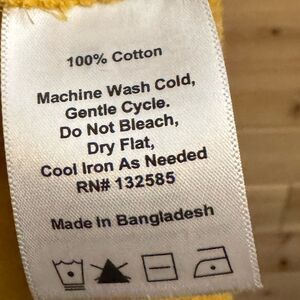 100% Cotton
Machine Wash Cold,
Gentle Cycle.
Do Not Bleach,
Dry Flat,
Cool Iron As Needed
RN# 132585
Made In Bangladesh